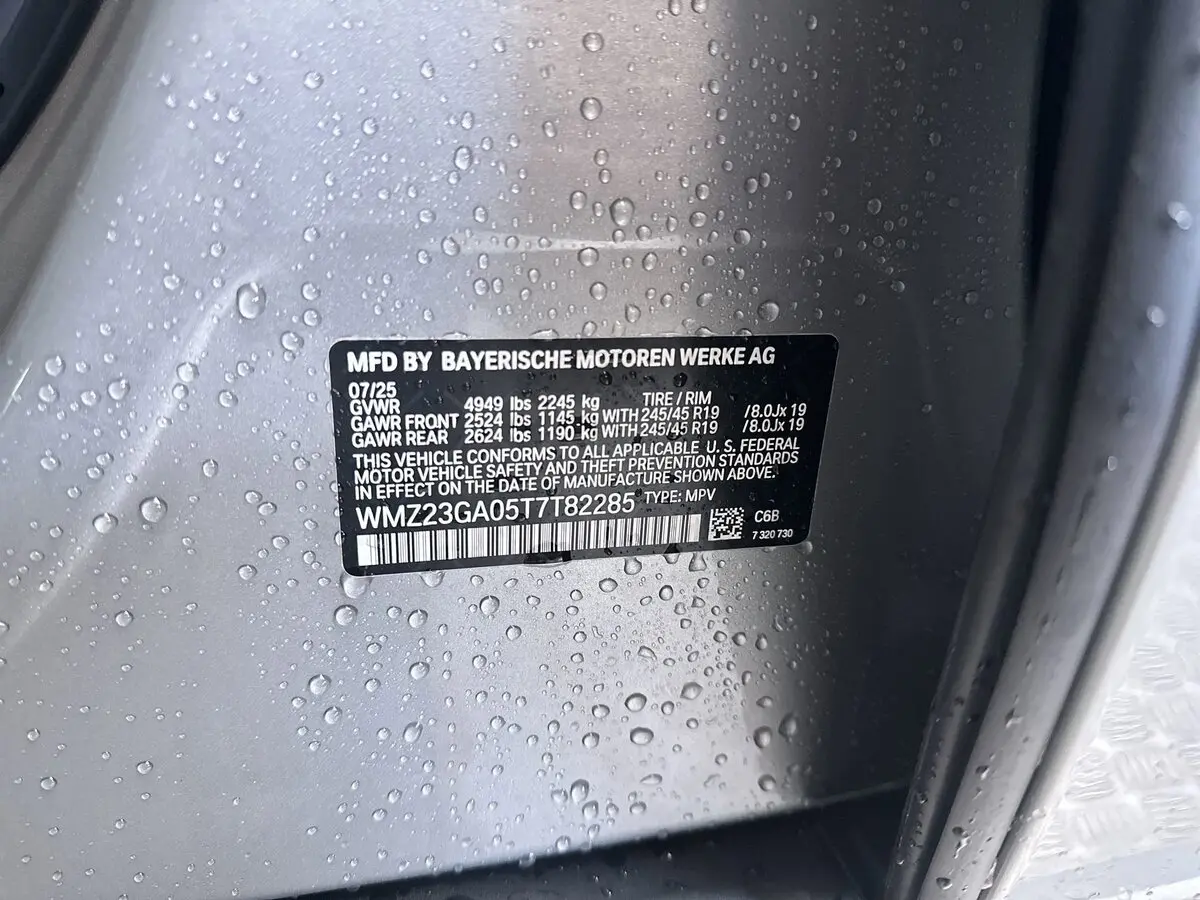 MFD BY BAYERISCHE MOTOREN WERKE AG
07/25
GVWR 4949 lbs 2245 kg TIRE / RIM
GAWR FRONT 2524 lbs 1145 kg WITH 245/45 R19 /8.0Jx 19
GAWR REAR 2624 lbs 1190 kg WITH 245/45 R19 /8.0Jx 19
THIS VEHICLE CONFORMS TO ALL APPLICABLE U. S. FEDERAL
MOTOR VEHICLE SAFETY AND THEFT PREVENTION STANDARDS
IN EFFECT ON THE DATE OF MANUFACTURE SHOWN ABOVE.
WMZ23GA05T7T82285 TYPE: MPV
C6B
7 320 730